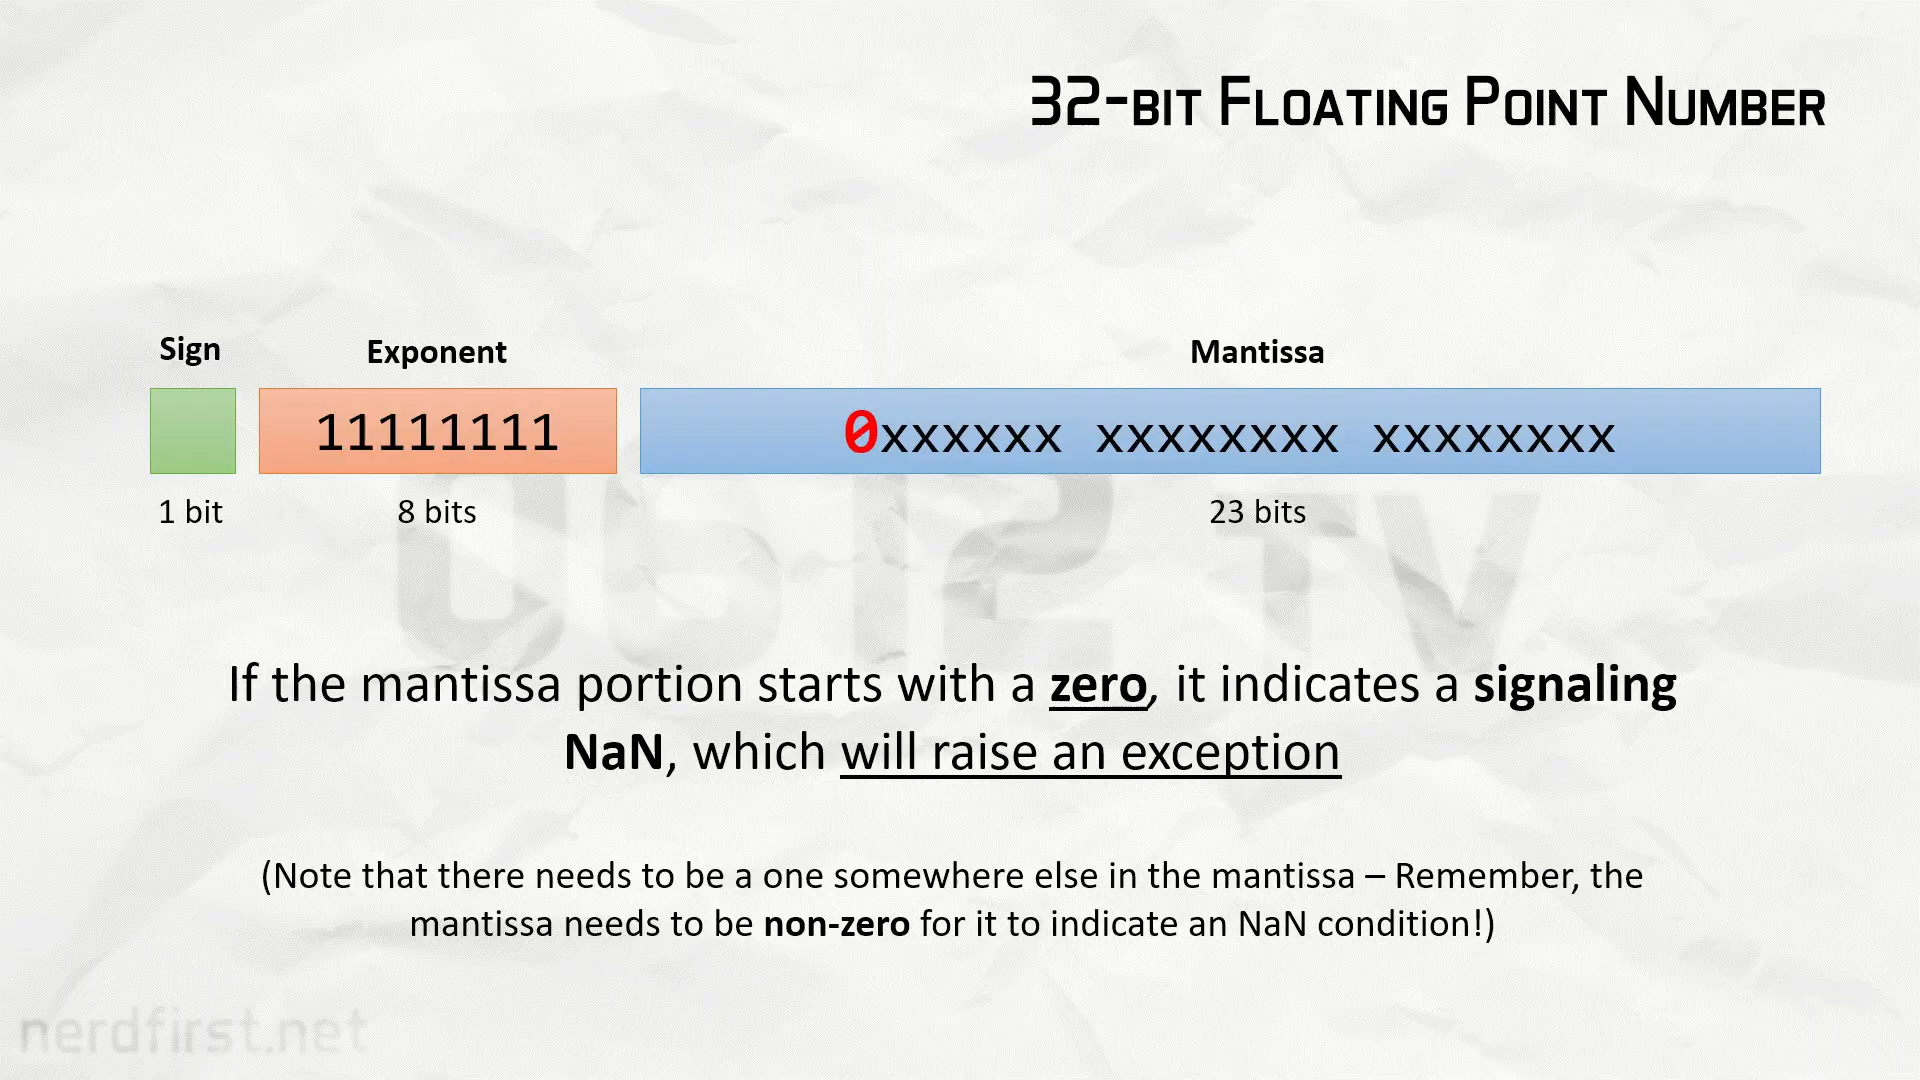 32-bit Floating Point Number
Sign Exponent Mantissa
11111111 0xxxxxx xxxxxxxx xxxxxxxx
1 bit 8 bits 23 bits
0612 TV
If the mantissa portion starts with a zero, it indicates a signaling
NaN, which will raise an exception
(Note that there needs to be a one somewhere else in the mantissa – Remember, the
mantissa needs to be non-zero for it to indicate an NaN condition!)
nerdfirst.net